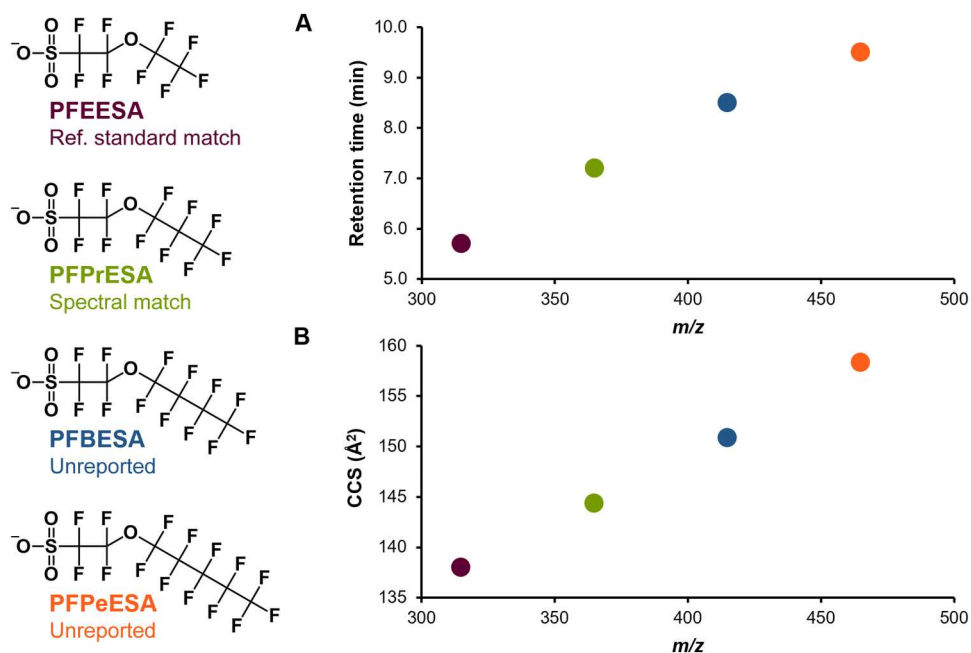 O F F O F F
⁻O S F
O F F F F
PFEESA
Ref. standard match
O F F O F F F
⁻O S F
O F F F F F
PFPrESA
Spectral match
O F F O F F F F
⁻O S F
O F F F F F F
PFBESA
Unreported
O F F O F F F F F
⁻O S F
O F F F F F F F
PFPeESA
Unreported
A
Retention time (min)
10.0
9.0
8.0
7.0
6.0
5.0
300 350 400 450 500
m/z
B
CCS (Å²)
160
155
150
145
140
135
300 350 400 450 500
m/z